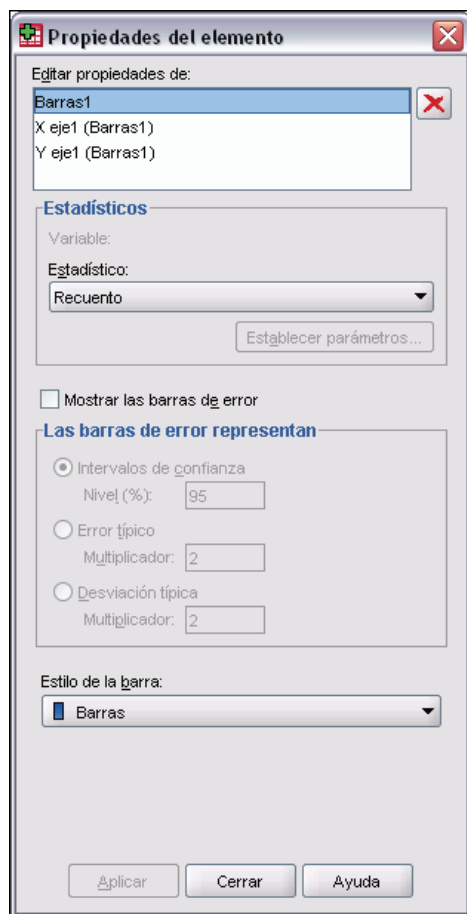 Propiedades del elemento
Editar propiedades de:
Barras1
X eje1 (Barras1)
Y eje1 (Barras1)
Estadísticos
Variable:
Estadístico:
Recuento
Establecer parámetros...
Mostrar las barras de error
Las barras de error representan
Intervalos de confianza
Nivel (%): 95
Error típico
Multiplicador: 2
Desviación típica
Multiplicador: 2
Estilo de la barra:
Barras
Aplicar Cerrar Ayuda